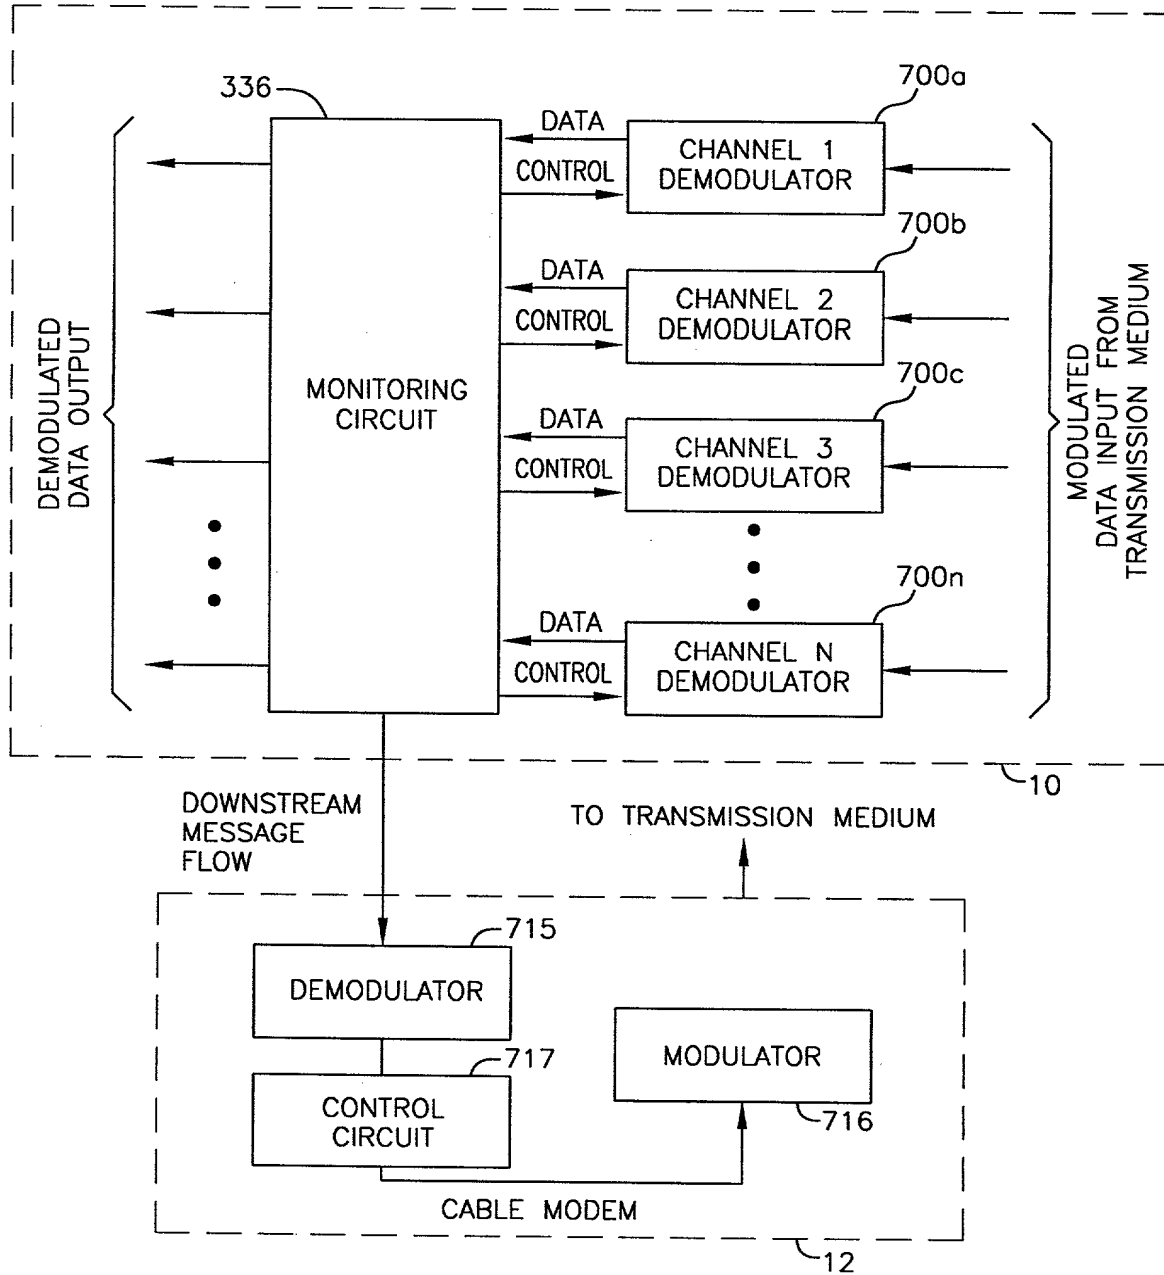 336
700a
DATA
CONTROL
CHANNEL 1
DEMODULATOR
700b
DATA
CONTROL
CHANNEL 2
DEMODULATOR
DEMODULATED
DATA OUTPUT
MONITORING
CIRCUIT
700c
DATA
CONTROL
CHANNEL 3
DEMODULATOR
MODULATED
DATA INPUT FROM
TRANSMISSION MEDIUM
700n
DATA
CONTROL
CHANNEL N
DEMODULATOR
10
DOWNSTREAM
MESSAGE
FLOW
TO TRANSMISSION MEDIUM
715
DEMODULATOR
717
CONTROL
CIRCUIT
MODULATOR
716
CABLE MODEM
12